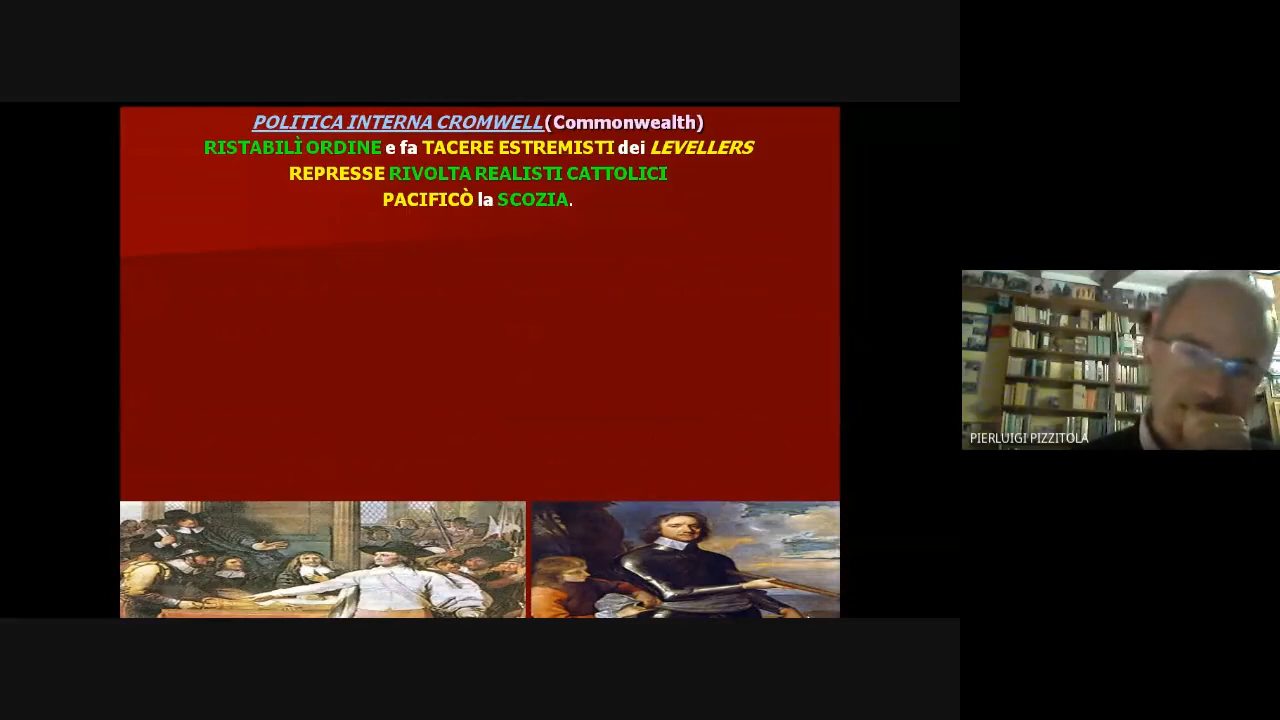 POLITICA INTERNA CROMWELL(Commonwealth)
RISTABILÌ ORDINE e fa TACERE ESTREMISTI dei LEVELLERS
REPRESSE RIVOLTA REALISTI CATTOLICI
PACIFICÒ la SCOZIA.
PIERLUIGI PIZZITOLA